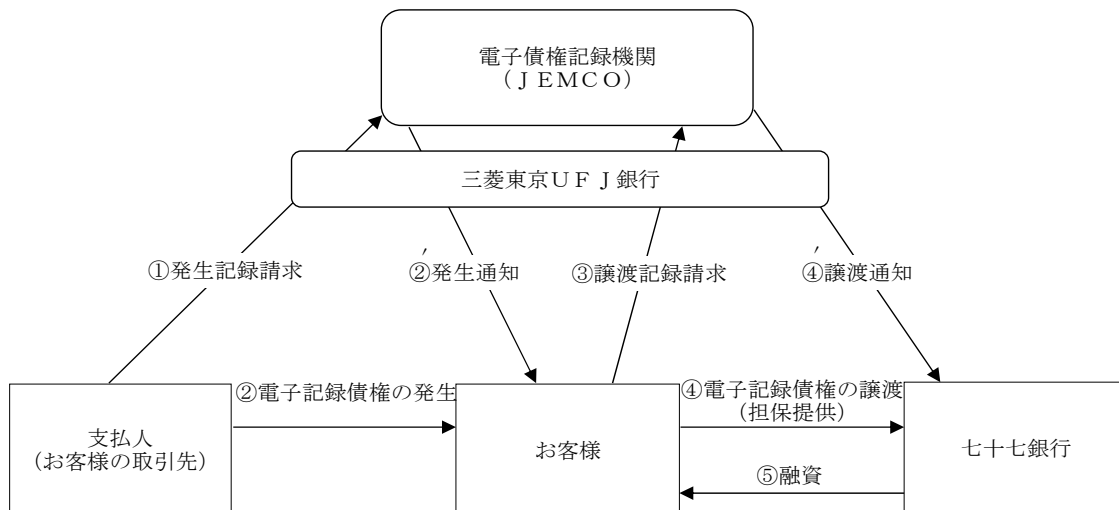 電子債権記録機関
(ＪＥＭＣＯ)
三菱東京ＵＦＪ銀行
①発生記録請求
②'発生通知
③譲渡記録請求
④'譲渡通知
②電子記録債権の発生
④電子記録債権の譲渡
(担保提供)
支払人
(お客様の取引先)
お客様
七十七銀行
⑤融資